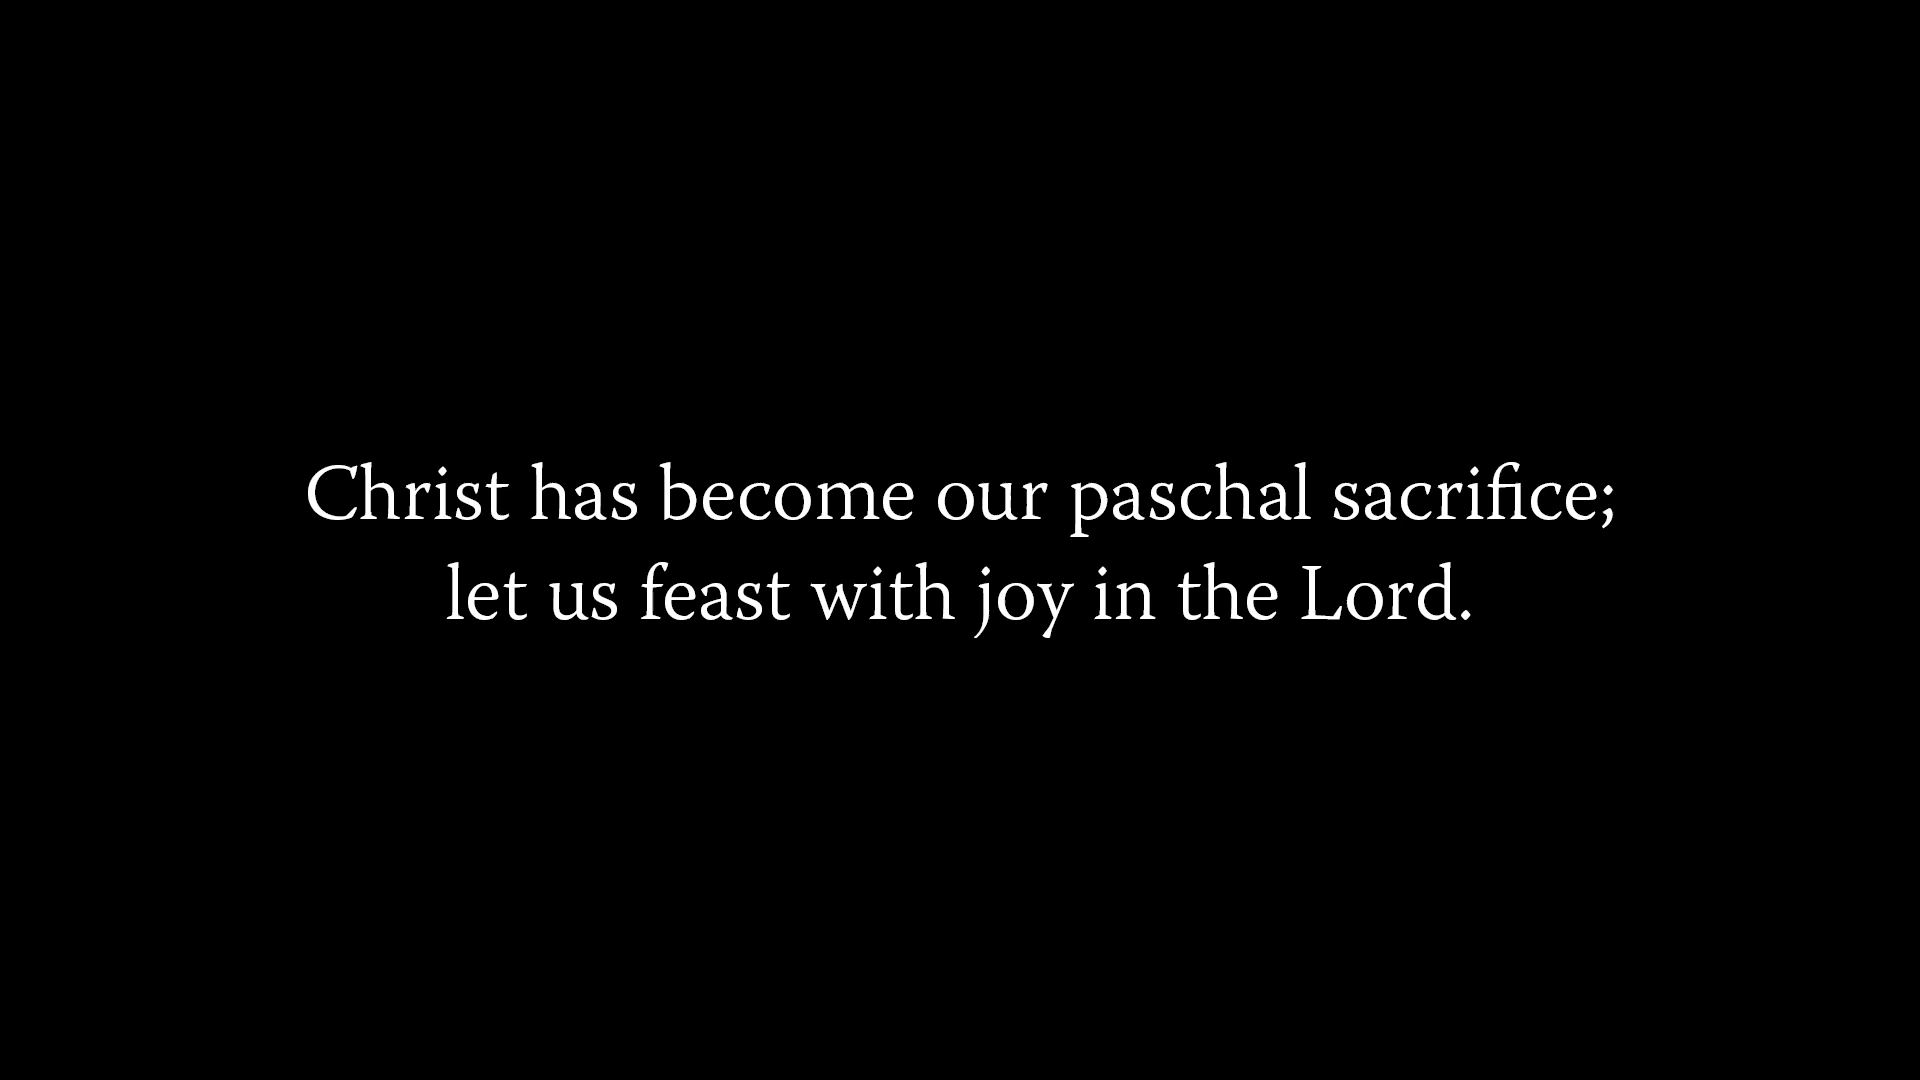 Christ has become our paschal sacrifice;
let us feast with joy in the Lord.